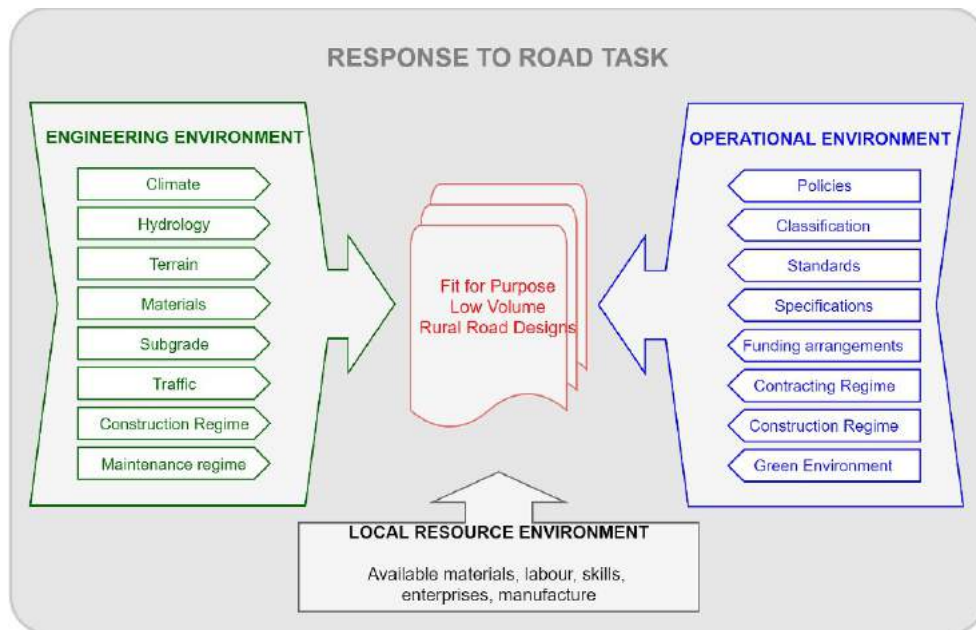 RESPONSE TO ROAD TASK
ENGINEERING ENVIRONMENT
Climate
Hydrology
Terrain
Materials
Subgrade
Traffic
Construction Regime
Maintenance regime
Fit for Purpose
Low Volume
Rural Road Designs
OPERATIONAL ENVIRONMENT
Policies
Classification
Standards
Specifications
Funding arrangements
Contracting Regime
Construction Regime
Green Environment
LOCAL RESOURCE ENVIRONMENT
Available materials, labour, skills,
enterprises, manufacture